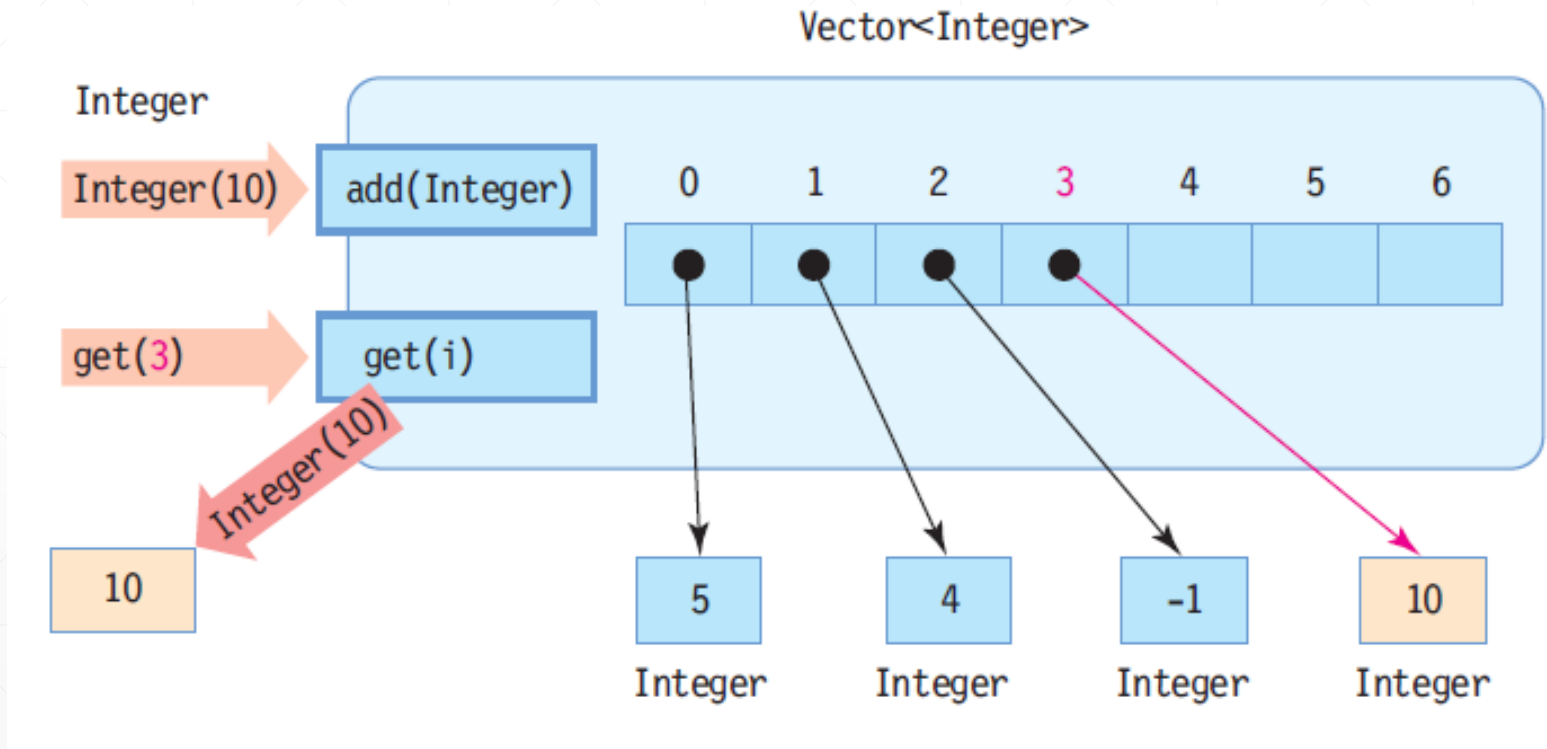 Vector<Integer>
Integer
Integer(10)
add(Integer)
0 1 2 3 4 5 6
get(3)
get(i)
Integer(10)
10
5 4 -1 10
Integer Integer Integer Integer